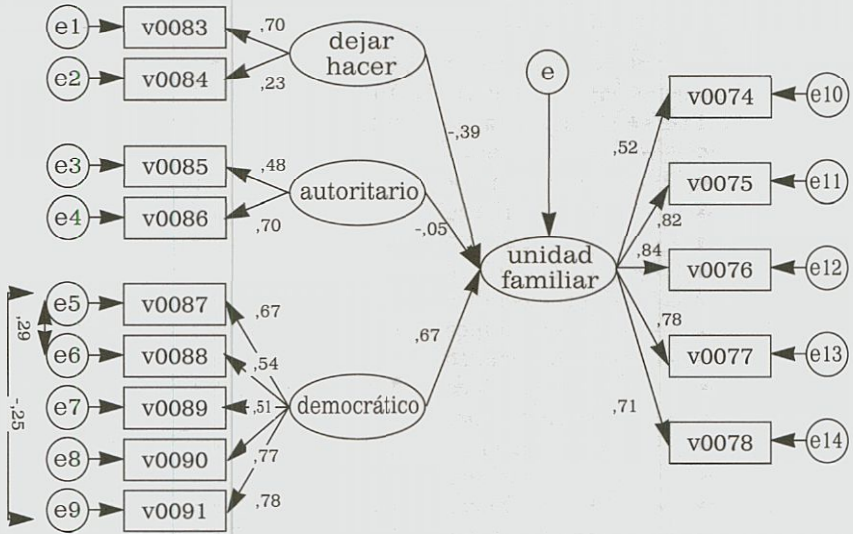 e1
v0083
,70
dejar
hacer
e2
v0084
,23
e
v0074
e10
-,39
,52
e3
v0085
,48
autoritario
v0075
e11
e4
v0086
,70
-,05
,82
unidad
familiar
,84
v0076
e12
e5
v0087
,67
,29
e6
v0088
,54
,67
,78
v0077
e13
e7
v0089
,51
democrático
,71
-,25
e8
v0090
,77
v0078
e14
e9
v0091
,78